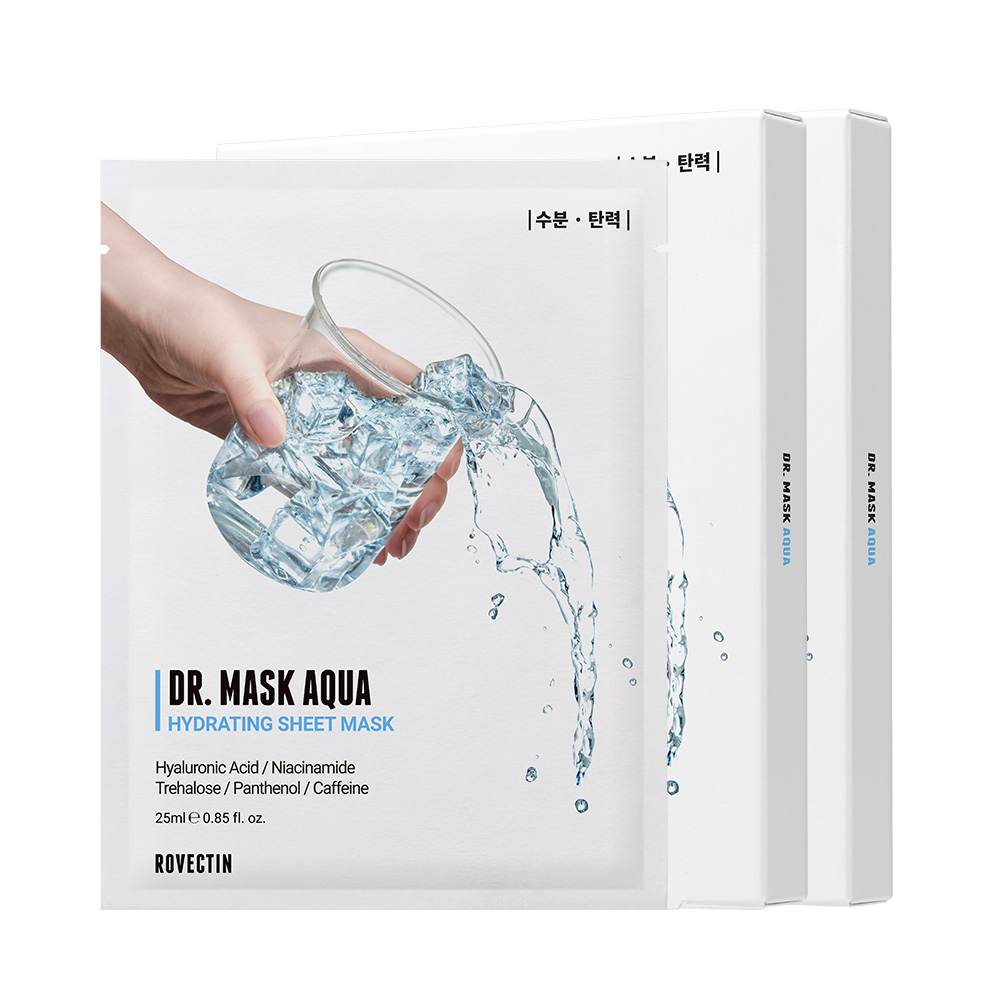 |수분 · 탄력|
DR. MASK AQUA
HYDRATING SHEET MASK
Hyaluronic Acid / Niacinamide
Trehalose / Panthenol / Caffeine
25ml ℮ 0.85 fl. oz.
ROVECTIN
탄력|
DR. MASK AQUA
DR. MASK AQUA